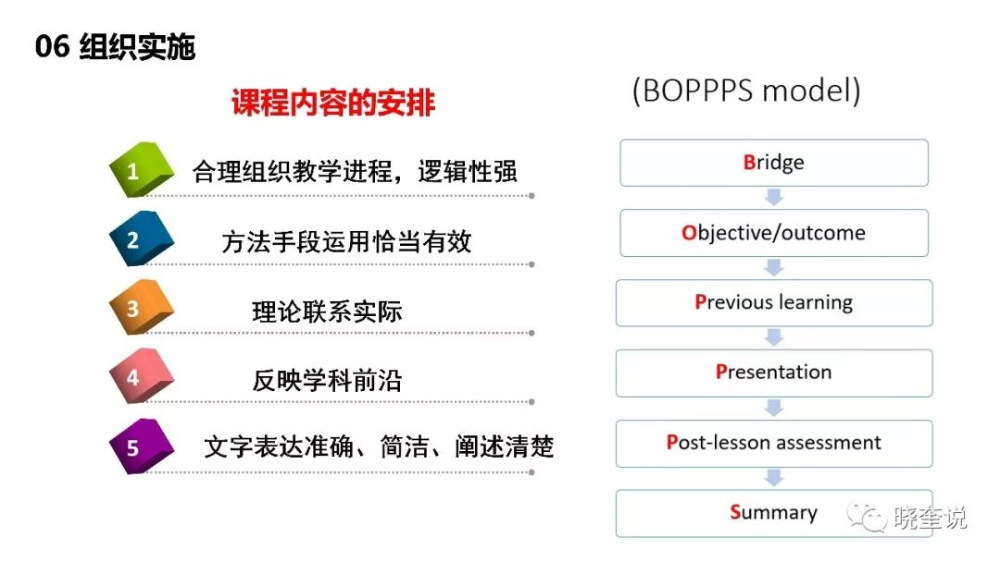 06 组织实施
课程内容的安排
1 合理组织教学进程，逻辑性强
2 方法手段运用恰当有效
3 理论联系实际
4 反映学科前沿
5 文字表达准确、简洁、阐述清楚
(BOPPPS model)
Bridge
Objective/outcome
Previous learning
Presentation
Post-lesson assessment
Summary
晓奎说